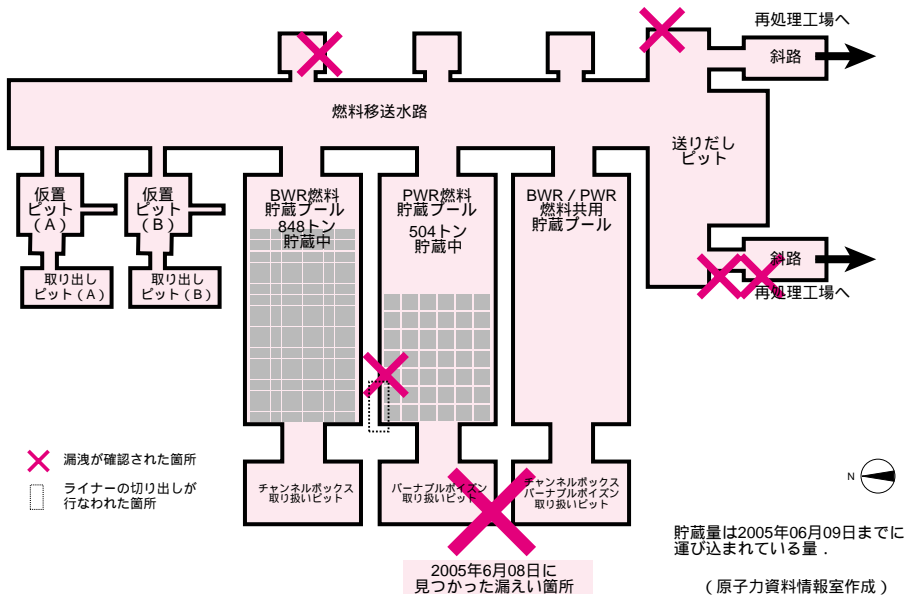 再処理工場へ
斜路
燃料移送水路
送りだし
ピット
仮置
ピット
(A)
仮置
ピット
(B)
BWR燃料
貯蔵プール
848トン
貯蔵中
PWR燃料
貯蔵プール
504トン
貯蔵中
BWR / PWR
燃料共用
貯蔵プール
斜路
再処理工場へ
取り出し
ピット(A)
取り出し
ピット(B)
漏洩が確認された箇所
ライナーの切り出しが
行なわれた箇所
チャンネルボックス
取り扱いピット
バーナブルポイズン
取り扱いピット
チャンネルボックス
バーナブルポイズン
取り扱いピット
N
2005年6月08日に
見つかった漏えい箇所
貯蔵量は2005年06月09日までに
運び込まれている量．
(原子力資料情報室作成)